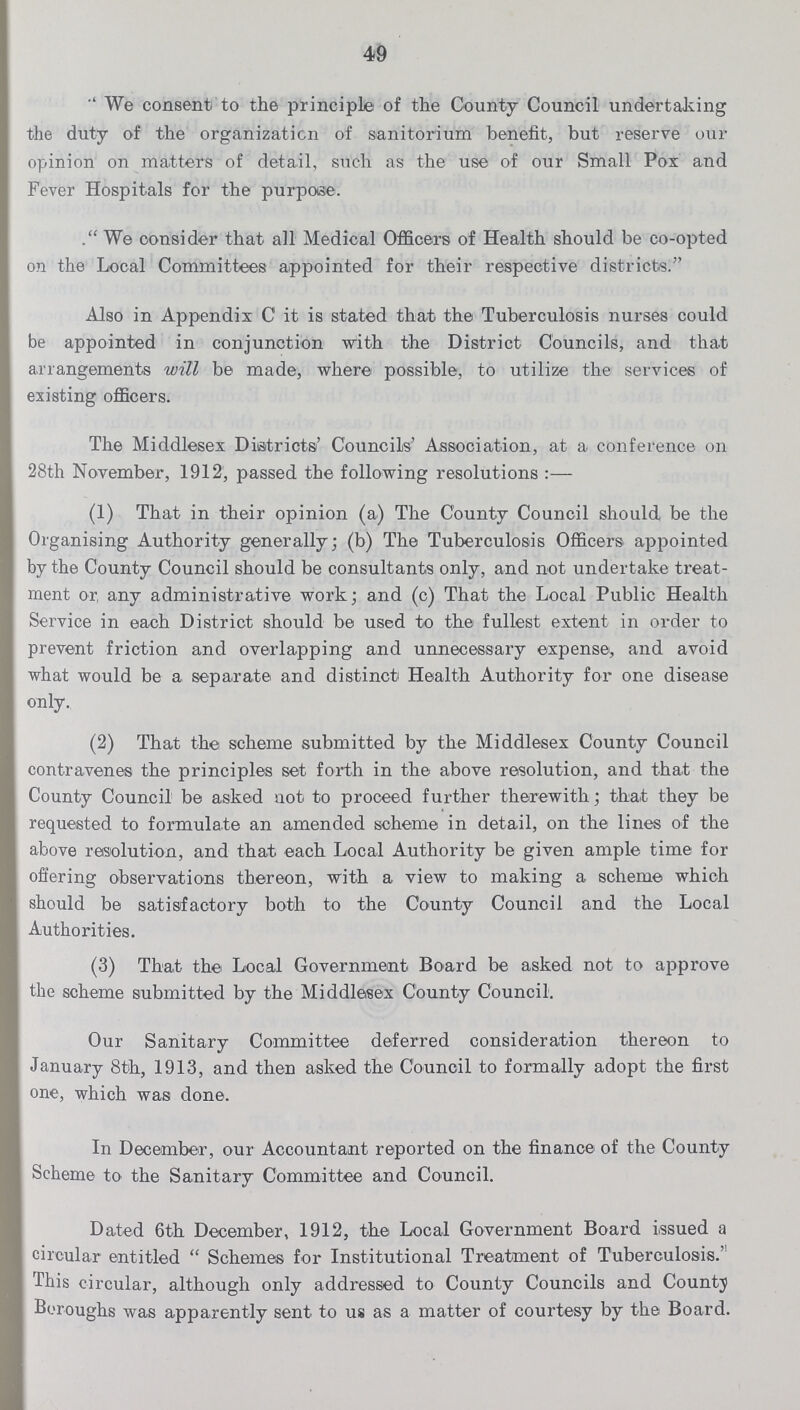 49
" We consent to the principle of the County Council undertaking
the duty of the organization of sanitorium benefit, but reserve our
opinion on matters of detail, such as the use of our Small Pox and
Fever Hospitals for the purpose.
." We consider that all Medical Officers of Health should be co-opted
on the Local Committees appointed for their respective districts."
Also in Appendix C it is stated that the Tuberculosis nurses could
be appointed in conjunction with the District Councils, and that
arrangements will be made, where possible, to utilize the services of
existing officers.
The Middlesex Districts' Councils' Association, at a conference on
28th November, 1912, passed the following resolutions :—
(1) That in their opinion (a) The County Council should be the
Organising Authority generally; (b) The Tuberculosis Officers appointed
by the County Council should be consultants only, and not undertake treat-
ment or any administrative work; and (c) That the Local Public Health
Service in each District should be used to the fullest extent in order to
prevent friction and overlapping and unnecessary expense, and avoid
what would be a separate and distinct Health Authority for one disease
only.
(2) That the scheme submitted by the Middlesex County Council
contravenes the principles set forth in the above resolution, and that the
County Council be asked not to proceed further therewith; that they be
requested to formulate an amended scheme in detail, on the lines of the
above resolution, and that each Local Authority be given ample time for
offering observations thereon, with a view to making a scheme which
should be satisfactory both to the County Council and the Local
Authorities.
(3) That the Local Government Board be asked not to approve
the scheme submitted by the Middlesex County Council.
Our Sanitary Committee deferred consideration thereon to
January 8th, 1913, and then asked the Council to formally adopt the first
one, which was done.
In December, our Accountant reported on the finance of the County
Scheme to the Sanitary Committee and Council.
Dated 6th December, 1912, the Local Government Board issued a
circular entitled " Schemes for Institutional Treatment of Tuberculosis."
This circular, although only addressed to County Councils and County
Boroughs was apparently sent to us as a matter of courtesy by the Board.